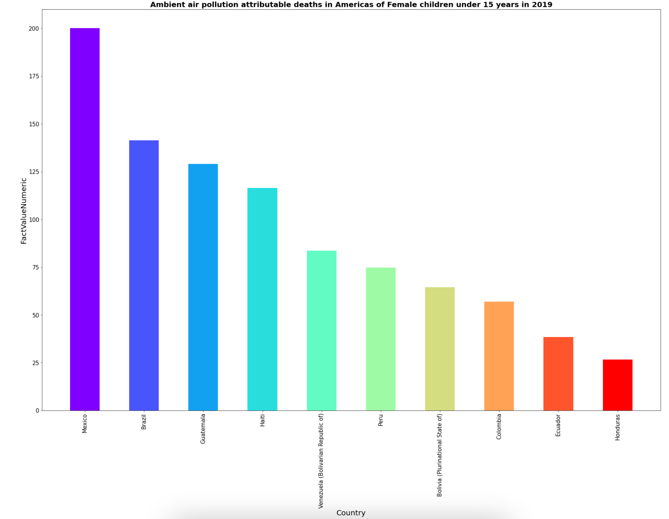 Ambient air pollution attributable deaths in Americas of Female children under 15 years in 2019
FactValueNumeric
200
175
150
125
100
75
50
25
0
Mexico
Brazil
Guatemala
Haiti
Venezuela (Bolivarian Republic of)
Peru
Bolivia (Plurinational State of)
Colombia
Ecuador
Honduras
Country